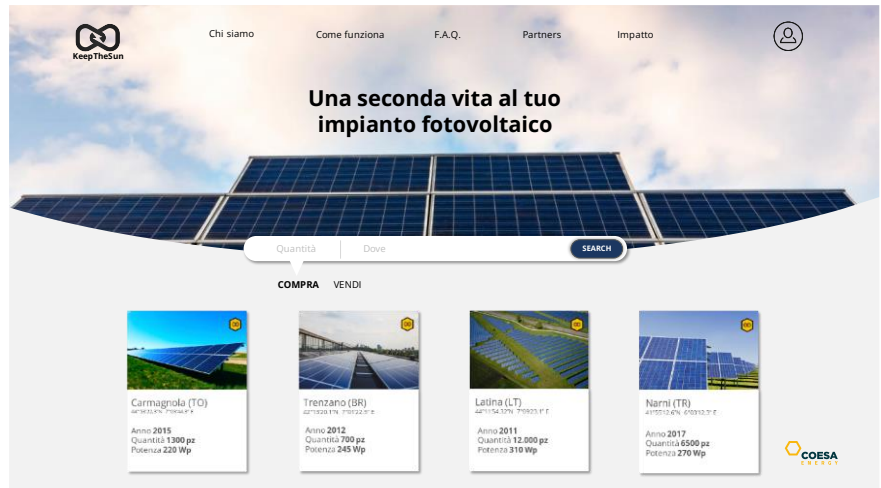 KeepTheSun
Chi siamo
Come funziona
F.A.Q.
Partners
Impatto
Una seconda vita al tuo
impianto fotovoltaico
Quantità
Dove
SEARCH
COMPRA
VENDI
Carmagnola (TO)
Anno 2015
Quantità 1300 pz
Potenza 220 Wp
Trenzano (BR)
Anno 2012
Quantità 700 pz
Potenza 245 Wp
Latina (LT)
Anno 2011
Quantità 12.000 pz
Potenza 310 Wp
Narni (TR)
Anno 2017
Quantità 6500 pz
Potenza 270 Wp
COESA
ENERGY